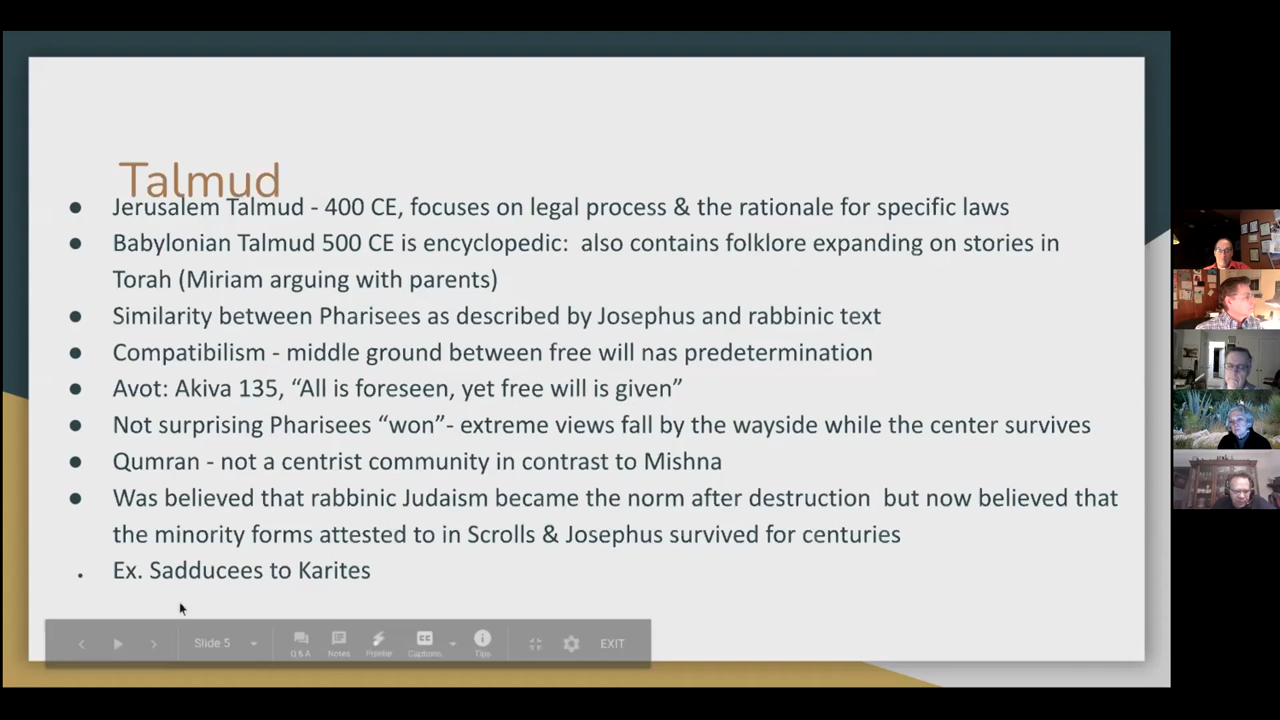 Talmud
● Jerusalem Talmud - 400 CE, focuses on legal process & the rationale for specific laws
● Babylonian Talmud 500 CE is encyclopedic:  also contains folklore expanding on stories in
Torah (Miriam arguing with parents)
● Similarity between Pharisees as described by Josephus and rabbinic text
● Compatibilism - middle ground between free will nas predetermination
● Avot: Akiva 135, “All is foreseen, yet free will is given”
● Not surprising Pharisees “won”- extreme views fall by the wayside while the center survives
● Qumran - not a centrist community in contrast to Mishna
● Was believed that rabbinic Judaism became the norm after destruction  but now believed that
the minority forms attested to in Scrolls & Josephus survived for centuries
• Ex. Sadducees to Karites
Slide 5
Q & A Notes Pointer Captions Tips
CC
EXIT